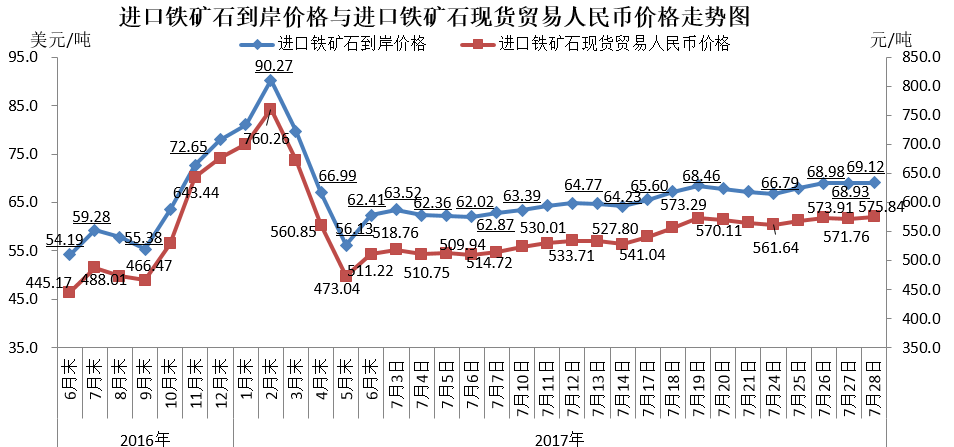 进口铁矿石到岸价格与进口铁矿石现货贸易人民币价格走势图
美元/吨
元/吨
进口铁矿石到岸价格
进口铁矿石现货贸易人民币价格
95.0
85.0
75.0
65.0
55.0
45.0
35.0
850.0
800.0
750.0
700.0
650.0
600.0
550.0
500.0
450.0
400.0
350.0
54.19
59.28
55.38
72.65
90.27
66.99
56.13
62.41
63.52
62.36
62.02
62.87
63.39
64.77
64.23
65.60
68.46
66.79
68.98
68.93
69.12
445.17
488.01
466.47
643.44
760.26
560.85
473.04
511.22
518.76
510.75
509.94
514.72
530.01
533.71
527.80
541.04
573.29
570.11
561.64
573.91
571.76
575.84
6月末
7月末
8月末
9月末
10月末
11月末
12月末
1月末
2月末
3月末
4月末
5月末
6月末
7月3日
7月4日
7月5日
7月6日
7月7日
7月10日
7月11日
7月12日
7月13日
7月14日
7月17日
7月18日
7月19日
7月20日
7月21日
7月24日
7月25日
7月26日
7月27日
7月28日
2016年
2017年